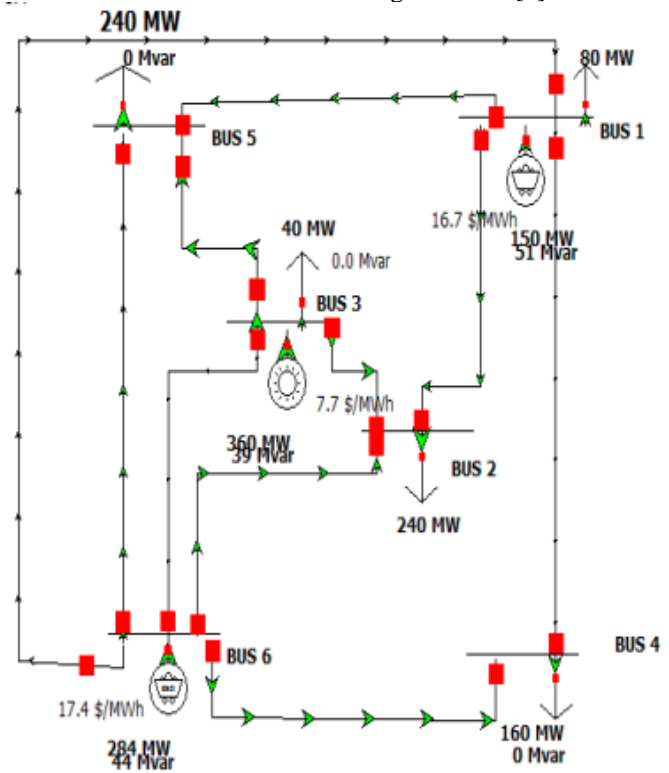 240 MW
0 Mvar
80 MW
BUS 5
BUS 1
40 MW
16.7 $/MWh
150 MW
51 Mvar
0.0 Mvar
BUS 3
7.7 $/MWh
360 MW
39 Mvar
BUS 2
240 MW
BUS 6
BUS 4
17.4 $/MWh
160 MW
0 Mvar
284 MW
44 Mvar